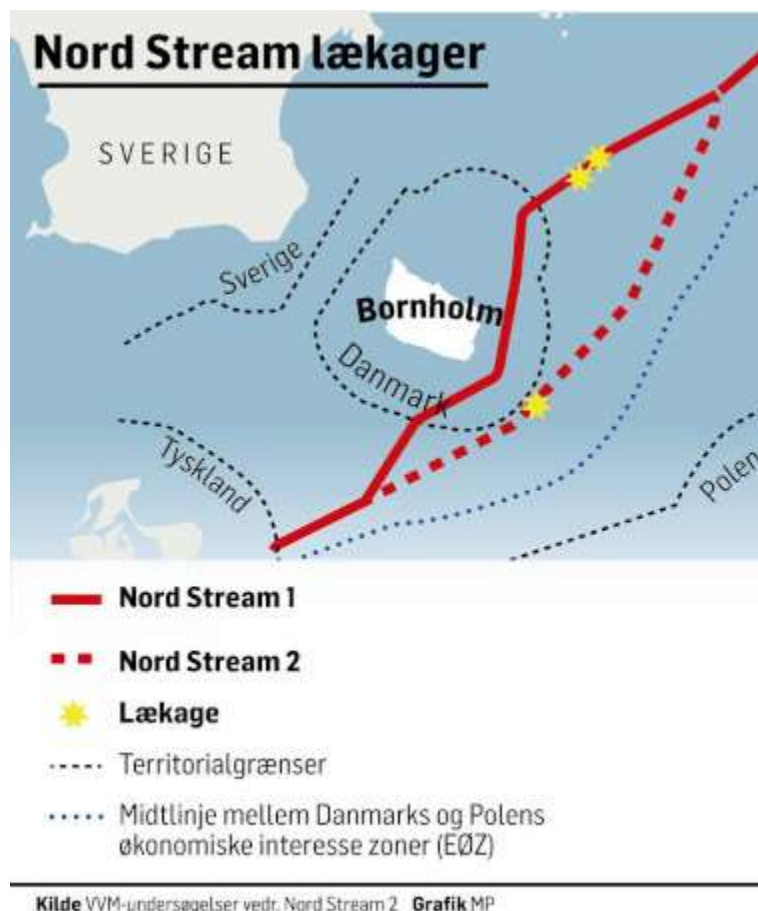 Nord Stream lækager
SVERIGE
Sverige
Bornholm
Danmark
Tyskland
Polen
Nord Stream 1
Nord Stream 2
Lækage
Territorialgrænser
Midtlinje mellem Danmarks og Polens
økonomiske interesse zoner (EØZ)
Kilde VVM-undersøgelser vedr. Nord Stream 2 Grafik MP